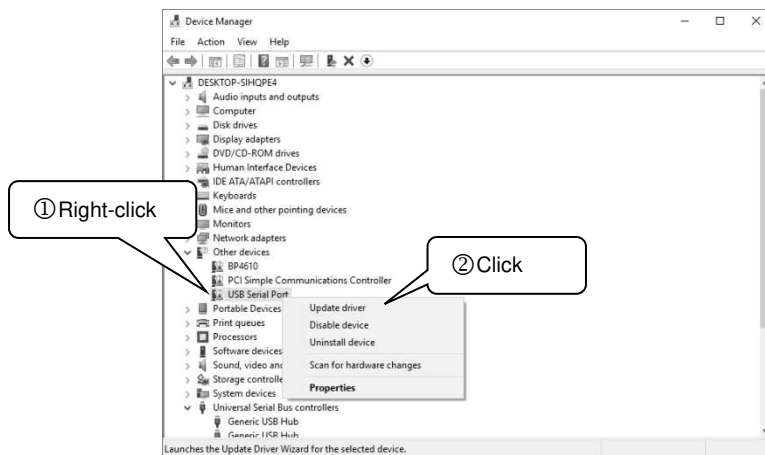 Device Manager
File Action View Help
DESKTOP-SIHQPE4
Audio inputs and outputs
Computer
Disk drives
Display adapters
DVD/CD-ROM drives
Human Interface Devices
IDE ATA/ATAPI controllers
Keyboards
①Right-click
Mice and other pointing devices
Monitors
Network adapters
Other devices
②Click
BP4610
PCI Simple Communications Controller
USB Serial Port
Portable Devices
Update driver
Print queues
Disable device
Processors
Uninstall device
Software devices
Sound, video and
Scan for hardware changes
Storage controlle
Properties
System devices
Universal Serial Bus controllers
Generic USB Hub
Generic USB Hub
Launches the Update Driver Wizard for the selected device.